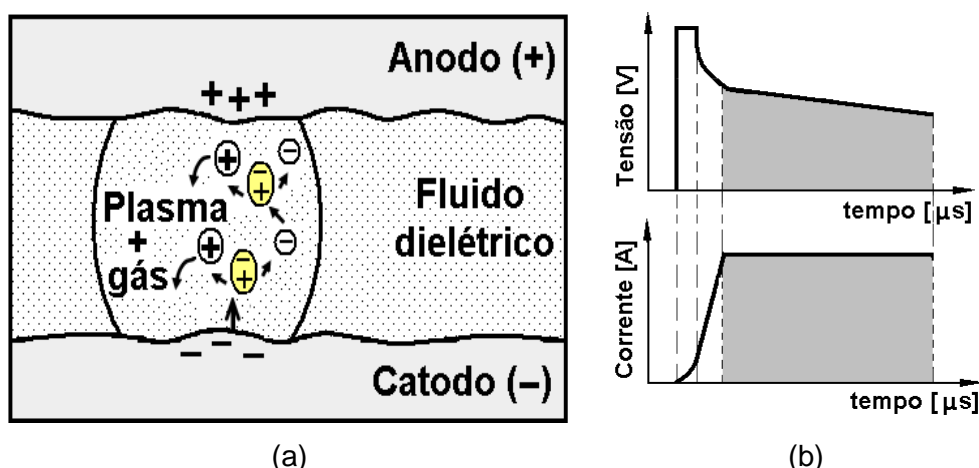 Anodo (+)
+ + +
Plasma
+
gás
Fluido
dielétrico
− − −
Catodo (−)
(a)
Tensão [V]
tempo [µs]
Corrente [A]
tempo [µs]
(b)